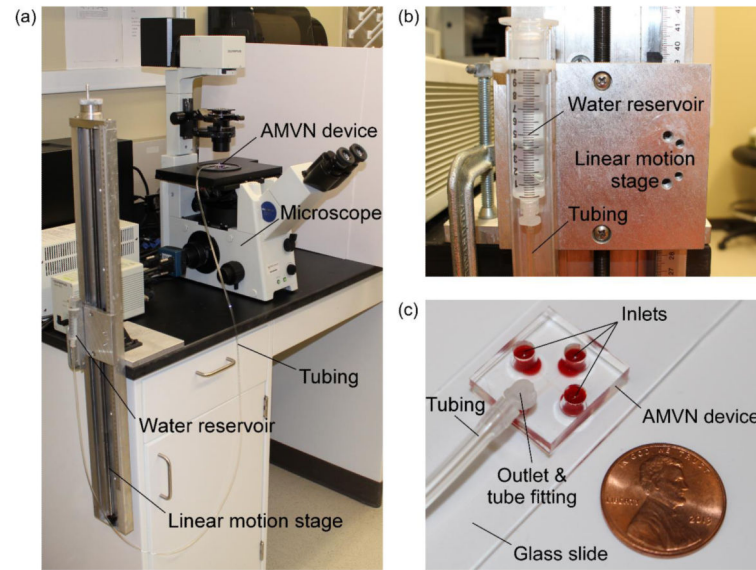 (a)
AMVN device
Microscope
Tubing
Water reservoir
Linear motion stage
(b)
Water reservoir
Linear motion
stage
Tubing
(c)
Inlets
Tubing
AMVN device
Outlet &
tube fitting
Glass slide